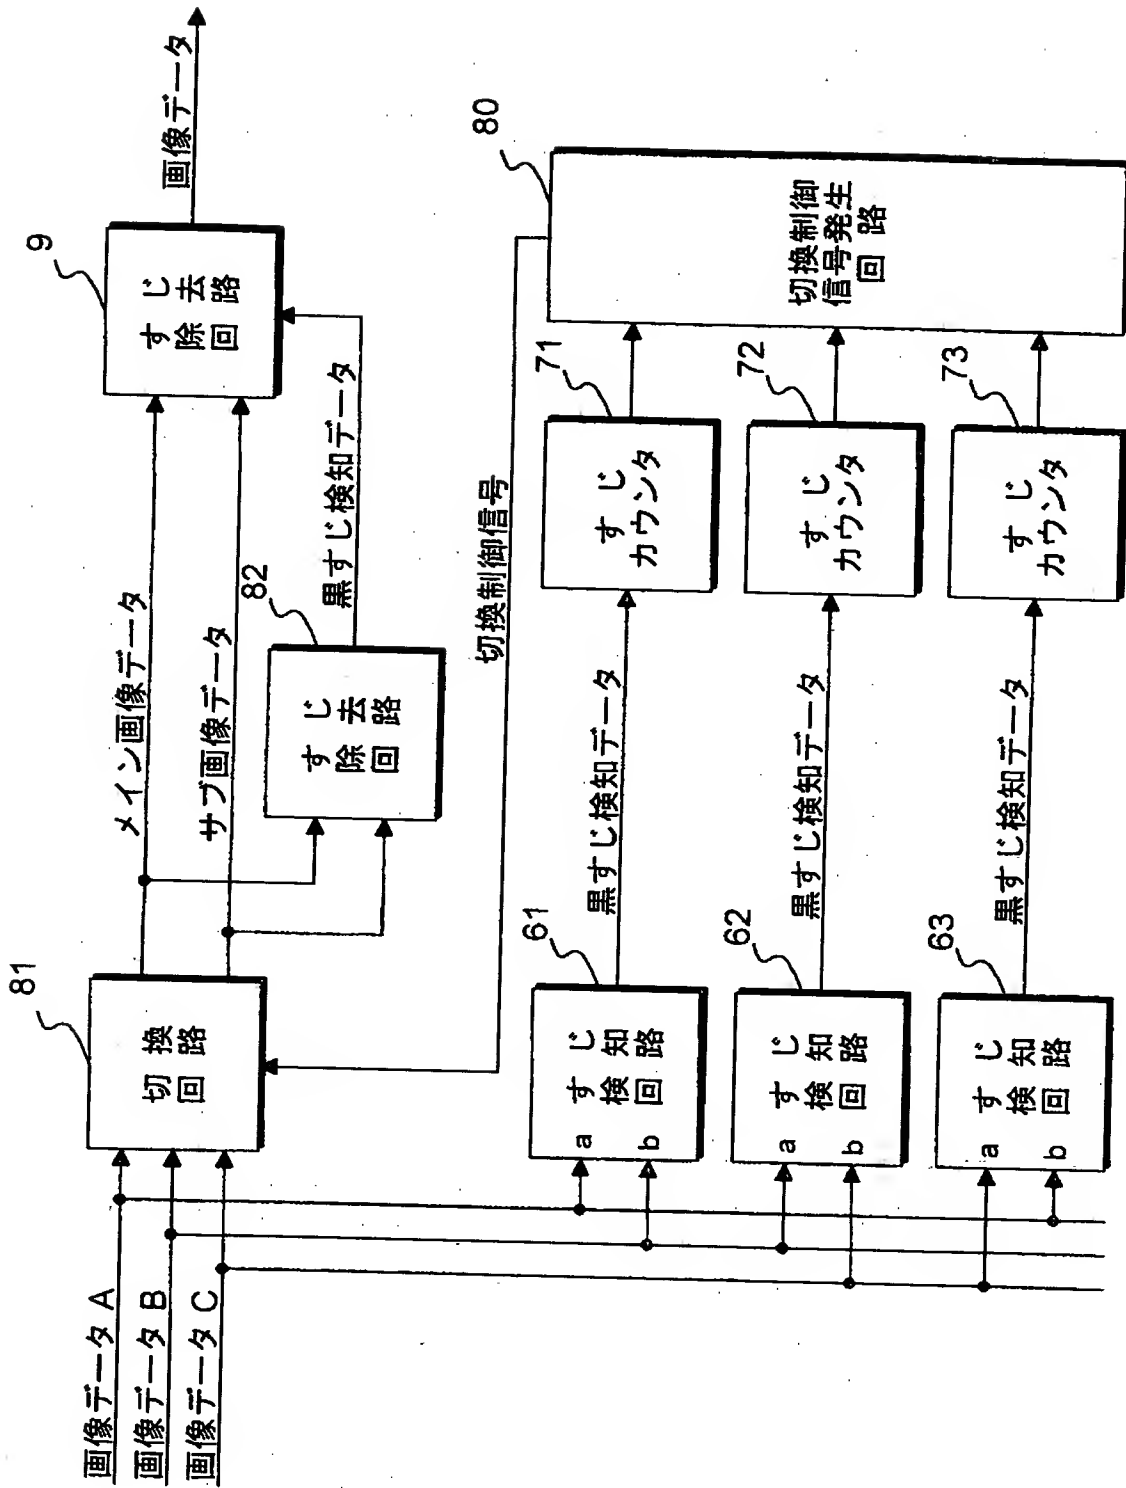 画像データ A
画像データ B
画像データ C
81
切換
回路
メイン画像データ
サブ画像データ
82
すじ
除去
回路
黒すじ検知データ
9
すじ
除去
回路
画像データ
切換制御信号
80
切換制御
信号発生
回路
61
すじ
検知
回路
a
b
黒すじ検知データ
71
すじ
カウンタ
62
すじ
検知
回路
a
b
黒すじ検知データ
72
すじ
カウンタ
63
すじ
検知
回路
a
b
黒すじ検知データ
73
すじ
カウンタ